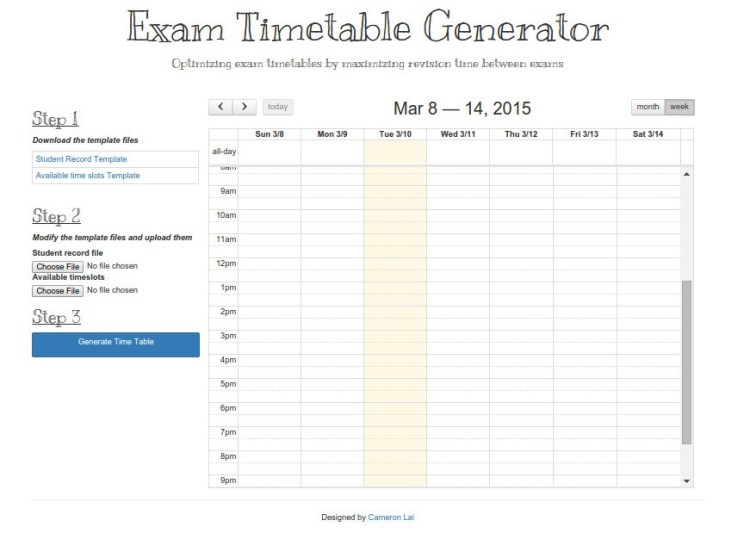 Exam Timetable Generator
Optimizing exam timetables by maximizing revision time between exams
Step 1
Download the template files
Student Record Template
Available time slots Template
Step 2
Modify the template files and upload them
Student record file
Choose File No file chosen
Available timeslots
Choose File No file chosen
Step 3
Generate Time Table
today
Mar 8 — 14, 2015
month week
Sun 3/8 Mon 3/9 Tue 3/10 Wed 3/11 Thu 3/12 Fri 3/13 Sat 3/14
all-day
8am
9am
10am
11am
12pm
1pm
2pm
3pm
4pm
5pm
6pm
7pm
8pm
9pm
Designed by Cameron Lai